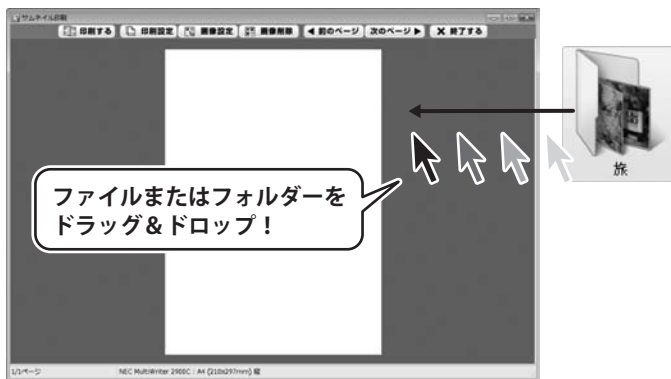 サムネイル印刷
印刷する 印刷設定 画像設定 画像削除 ◀ 前のページ 次のページ ▶ X 終了する
旅
ファイルまたはフォルダーを
ドラッグ＆ドロップ！
1/1ページ NEC MultiWriter 2900C : A4 (210x297mm) 縦